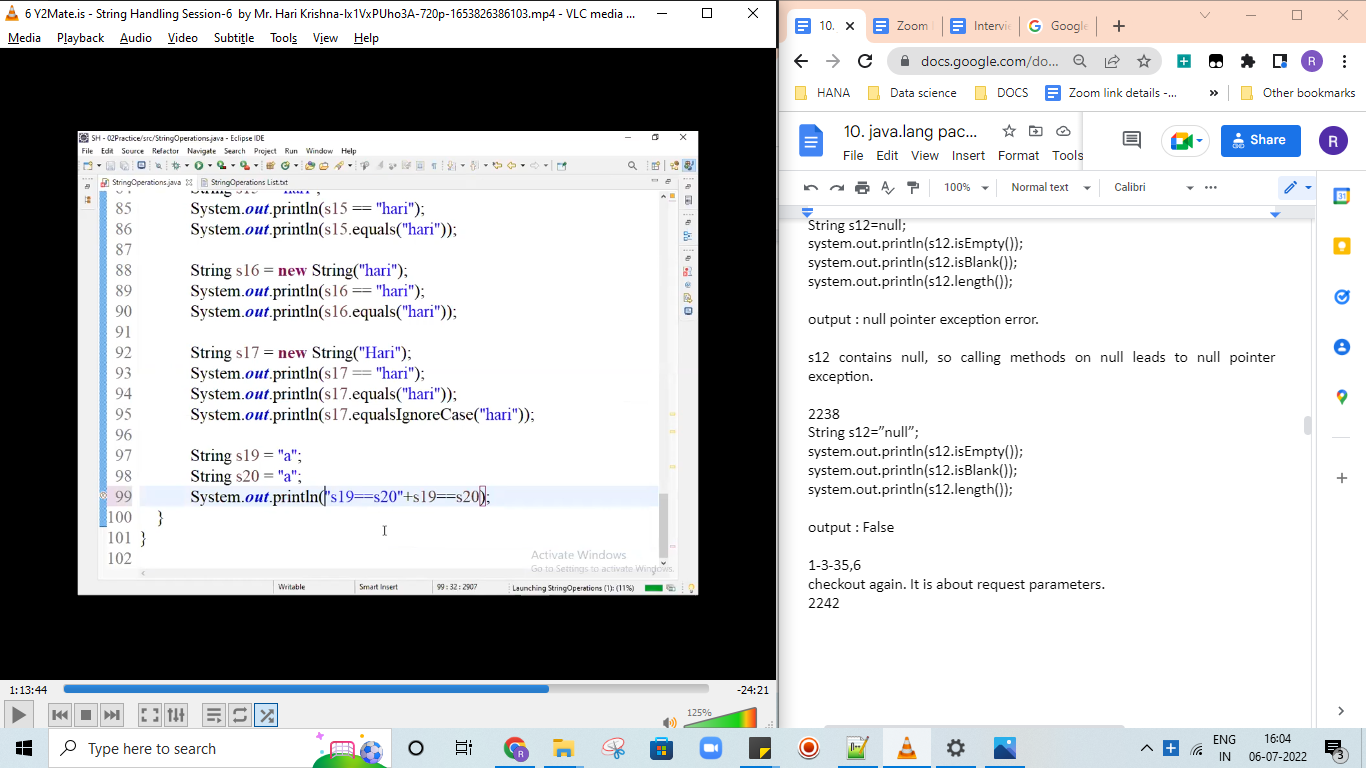 6 Y2Mate.is - String Handling Session-6 by Mr. Hari Krishna-Ix1VxPUho3A-720p-1653826386103.mp4 - VLC media ...
Media Playback Audio Video Subtitle Tools View Help
SH - 02Practice/src/StringOperations.java - Eclipse IDE
File Edit Source Refactor Navigate Search Project Run Window Help
StringOperations.java StringOperations List.txt
85 System.out.println(s15 == "hari");
86 System.out.println(s15.equals("hari"));
87
88 String s16 = new String("hari");
89 System.out.println(s16 == "hari");
90 System.out.println(s16.equals("hari"));
91
92 String s17 = new String("Hari");
93 System.out.println(s17 == "hari");
94 System.out.println(s17.equals("hari"));
95 System.out.println(s17.equalsIgnoreCase("hari"));
96
97 String s19 = "a";
98 String s20 = "a";
99 System.out.println("s19==s20"+s19==s20);
100 }
101 }
102
Activate Windows
Go to Settings to activate Windows.
Writable Smart Insert 99 : 32 : 2907 Launching StringOperations (1): (11%)
1:13:44 -24:21
125%
10. Zoom Intervi Google
docs.google.com/do...
R
HANA Data science DOCS Zoom link details -... » Other bookmarks
10. java.lang pac...
File Edit View Insert Format Tools
Share
R
100% Normal text Calibri
31
String s12=null;
system.out.println(s12.isEmpty());
system.out.println(s12.isBlank());
system.out.println(s12.length());
output : null pointer exception error.
s12 contains null, so calling methods on null leads to null pointer
exception.
2238
String s12=”null”;
system.out.println(s12.isEmpty());
system.out.println(s12.isBlank());
system.out.println(s12.length());
output : False
1-3-35,6
checkout again. It is about request parameters.
2242
Type here to search
ENG
IN
16:04
06-07-2022
3